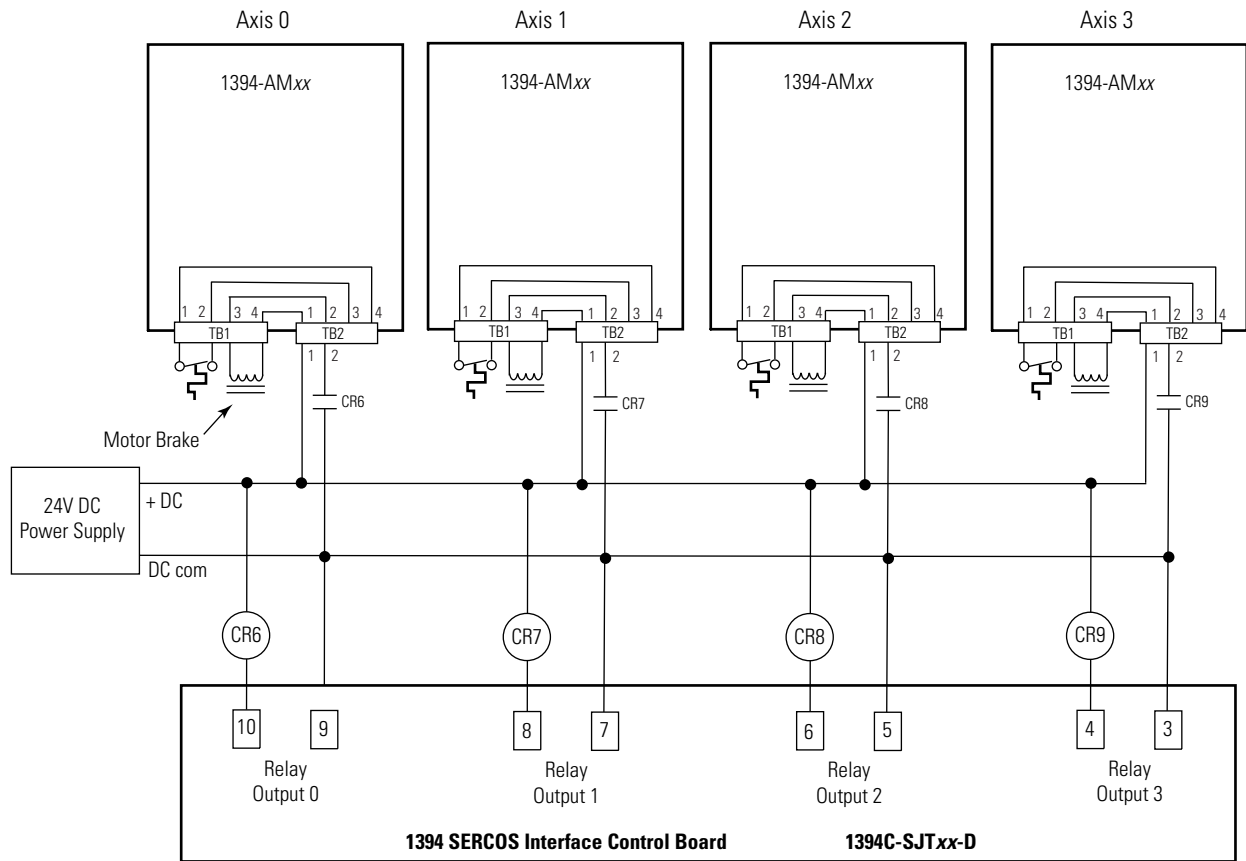 Axis 0 Axis 1 Axis 2 Axis 3
1394-AMxx 1394-AMxx 1394-AMxx 1394-AMxx
1 2 3 4 1 2 3 4 1 2 3 4 1 2 3 4 1 2 3 4 1 2 3 4 1 2 3 4 1 2 3 4
TB1 TB2 TB1 TB2 TB1 TB2 TB1 TB2
1 2 1 2 1 2 1 2
CR6 CR7 CR8 CR9
Motor Brake
24V DC
Power Supply
+ DC
DC com
CR6 CR7 CR8 CR9
10 9 8 7 6 5 4 3
Relay Relay Relay Relay
Output 0 Output 1 Output 2 Output 3
1394 SERCOS Interface Control Board 1394C-SJTxx-D